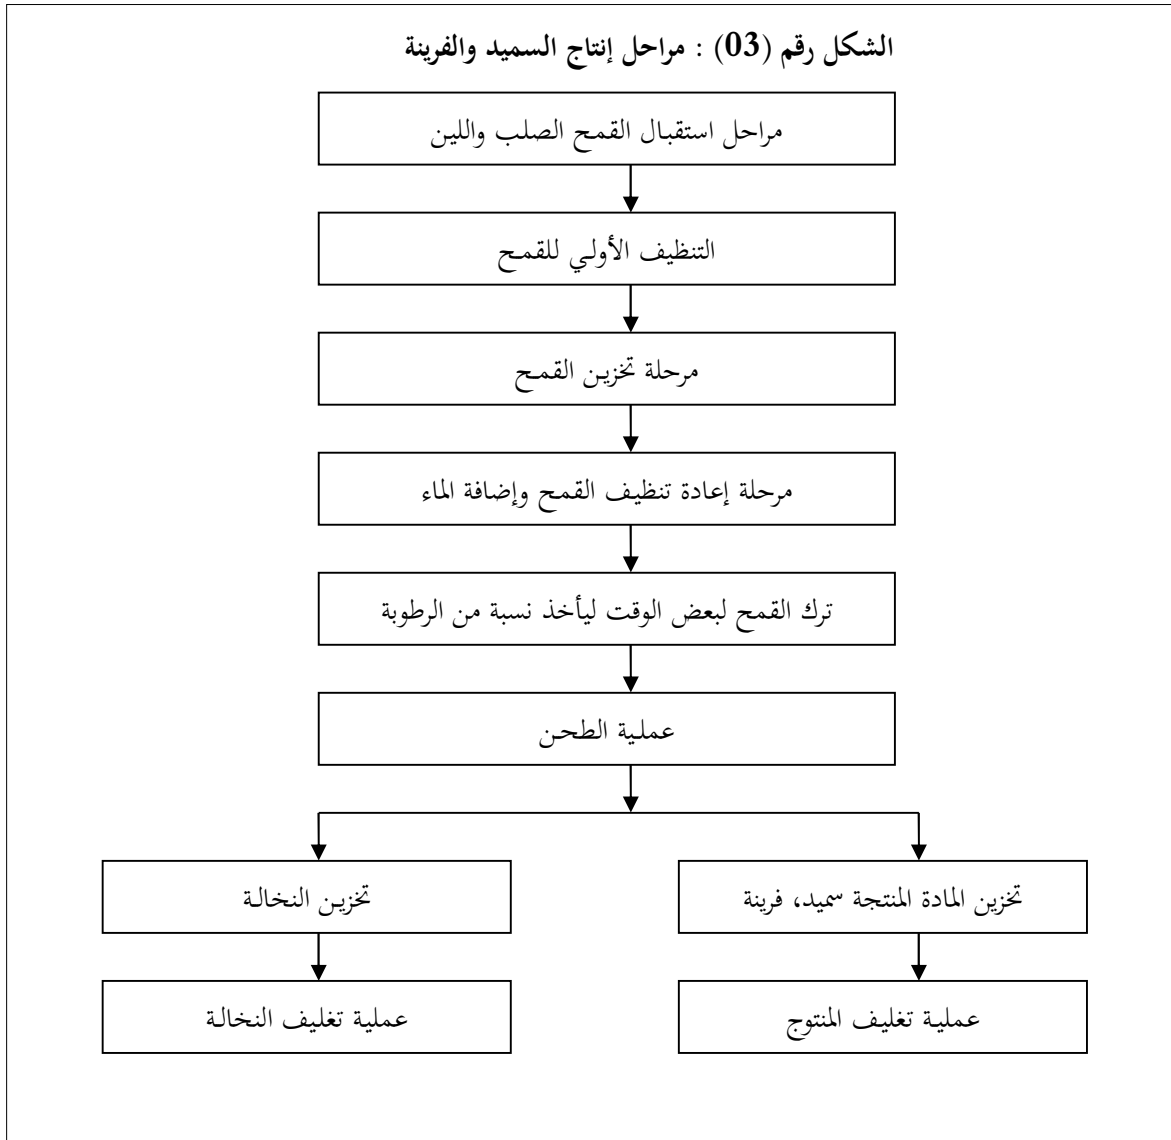 الشكل رقم (03) : مراحل إنتاج السميد والفرينة
مراحل استقبال القمح الصلب واللين
التنظيف الأولي للقمح
مرحلة تخزين القمح
مرحلة إعادة تنظيف القمح وإضافة الماء
ترك القمح لبعض الوقت ليأخذ نسبة من الرطوبة
عملية الطحن
تخزين المادة المنتجة سميد، فرينة
تخزين النخالة
عملية تغليف المنتوج
عملية تغليف النخالة